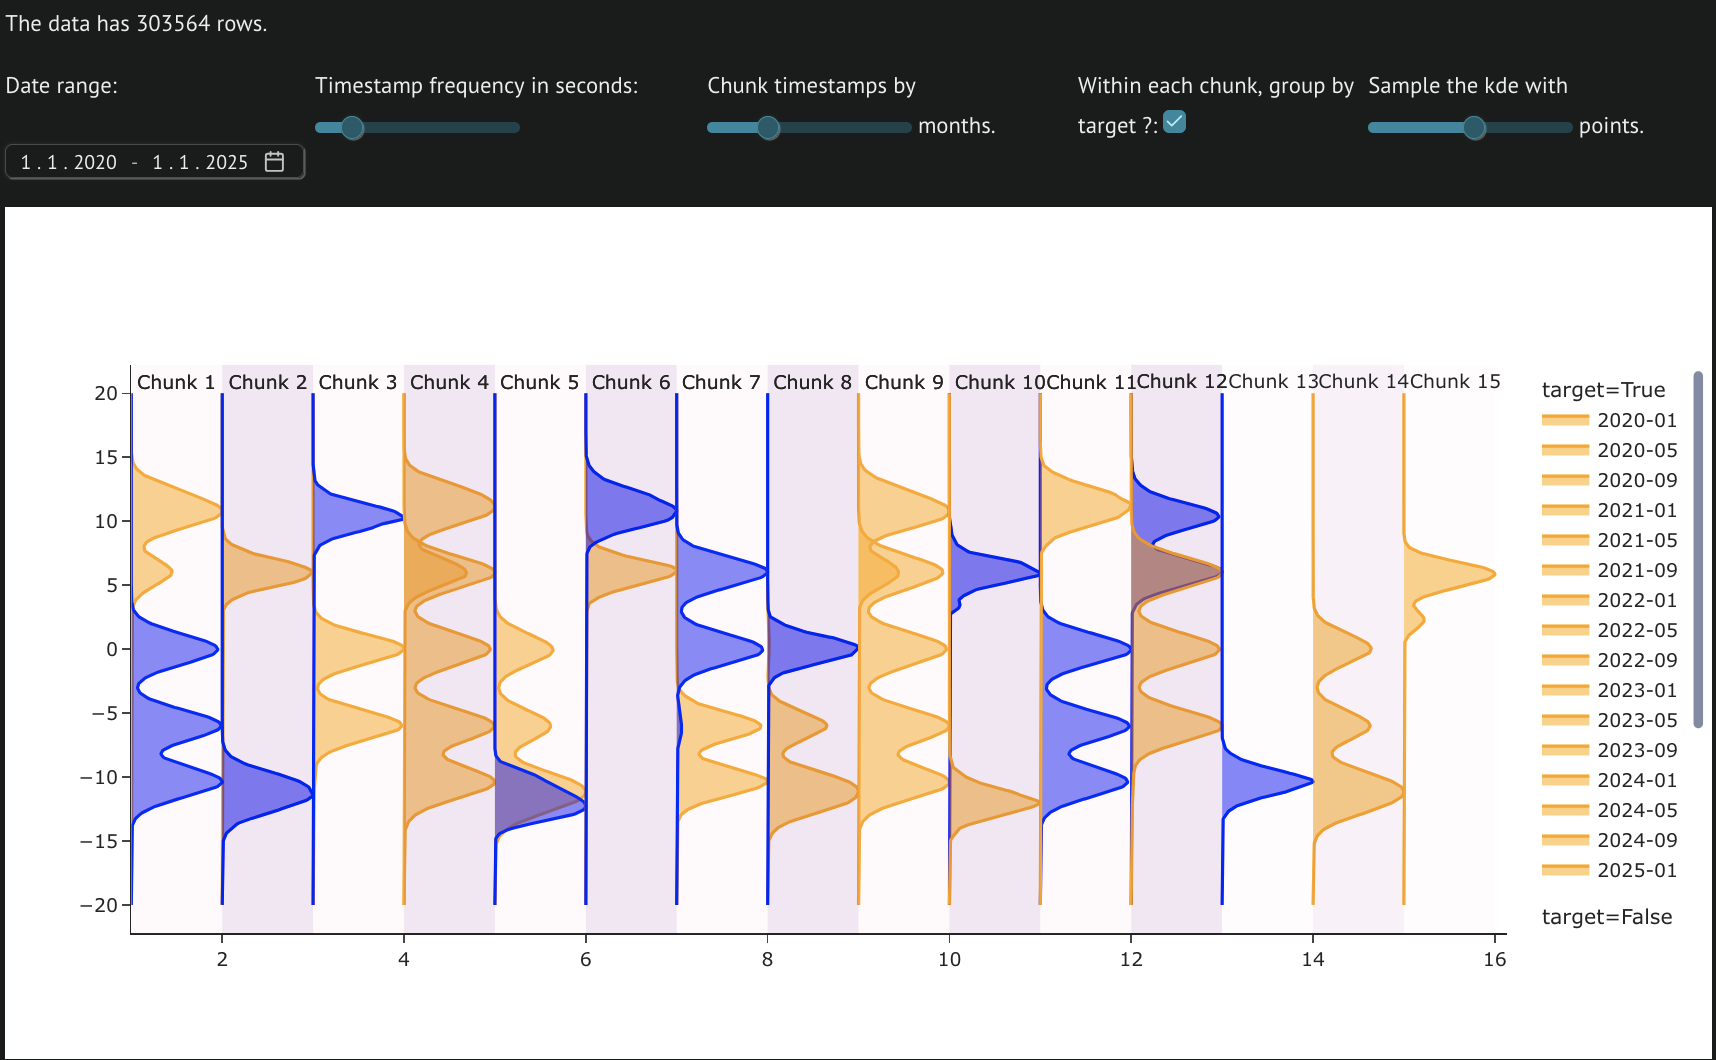 The data has 303564 rows.
Date range:
1.1.2020 - 1.1.2025
Timestamp frequency in seconds:
Chunk timestamps by
months.
Within each chunk, group by
target ?:
Sample the kde with
points.
Chunk 1
Chunk 2
Chunk 3
Chunk 4
Chunk 5
Chunk 6
Chunk 7
Chunk 8
Chunk 9
Chunk 10
Chunk 11
Chunk 12
Chunk 13
Chunk 14
Chunk 15
20
15
10
5
0
−5
−10
−15
−20
2
4
6
8
10
12
14
16
target=True
2020-01
2020-05
2020-09
2021-01
2021-05
2021-09
2022-01
2022-05
2022-09
2023-01
2023-05
2023-09
2024-01
2024-05
2024-09
2025-01
target=False